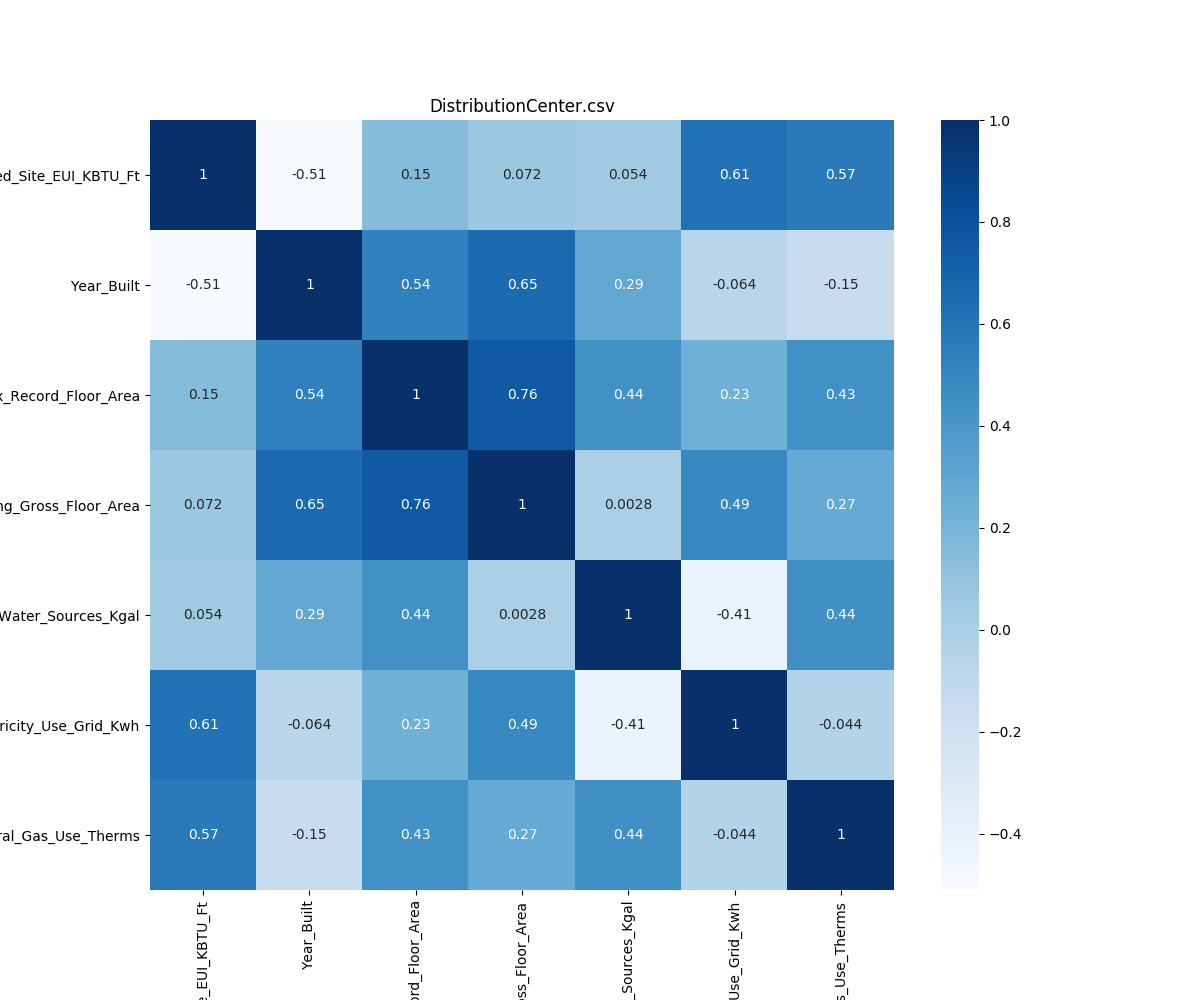 DistributionCenter.csv
ed_Site_EUI_KBTU_Ft 1 -0.51 0.15 0.072 0.054 0.61 0.57
Year_Built -0.51 1 0.54 0.65 0.29 -0.064 -0.15
x_Record_Floor_Area 0.15 0.54 1 0.76 0.44 0.23 0.43
ng_Gross_Floor_Area 0.072 0.65 0.76 1 0.0028 0.49 0.27
Water_Sources_Kgal 0.054 0.29 0.44 0.0028 1 -0.41 0.44
ricity_Use_Grid_Kwh 0.61 -0.064 0.23 0.49 -0.41 1 -0.044
ral_Gas_Use_Therms 0.57 -0.15 0.43 0.27 0.44 -0.044 1
e_EUI_KBTU_Ft
Year_Built
ord_Floor_Area
oss_Floor_Area
_Sources_Kgal
Use_Grid_Kwh
s_Use_Therms
1.0
0.8
0.6
0.4
0.2
0.0
−0.2
−0.4